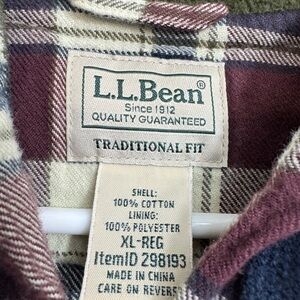 L.L.Bean®
Since 1912
QUALITY GUARANTEED
TRADITIONAL FIT
SHELL:
100% COTTON
LINING:
100% POLYESTER
XL-REG
ItemID 298193
MADE IN CHINA
CARE ON REVERS